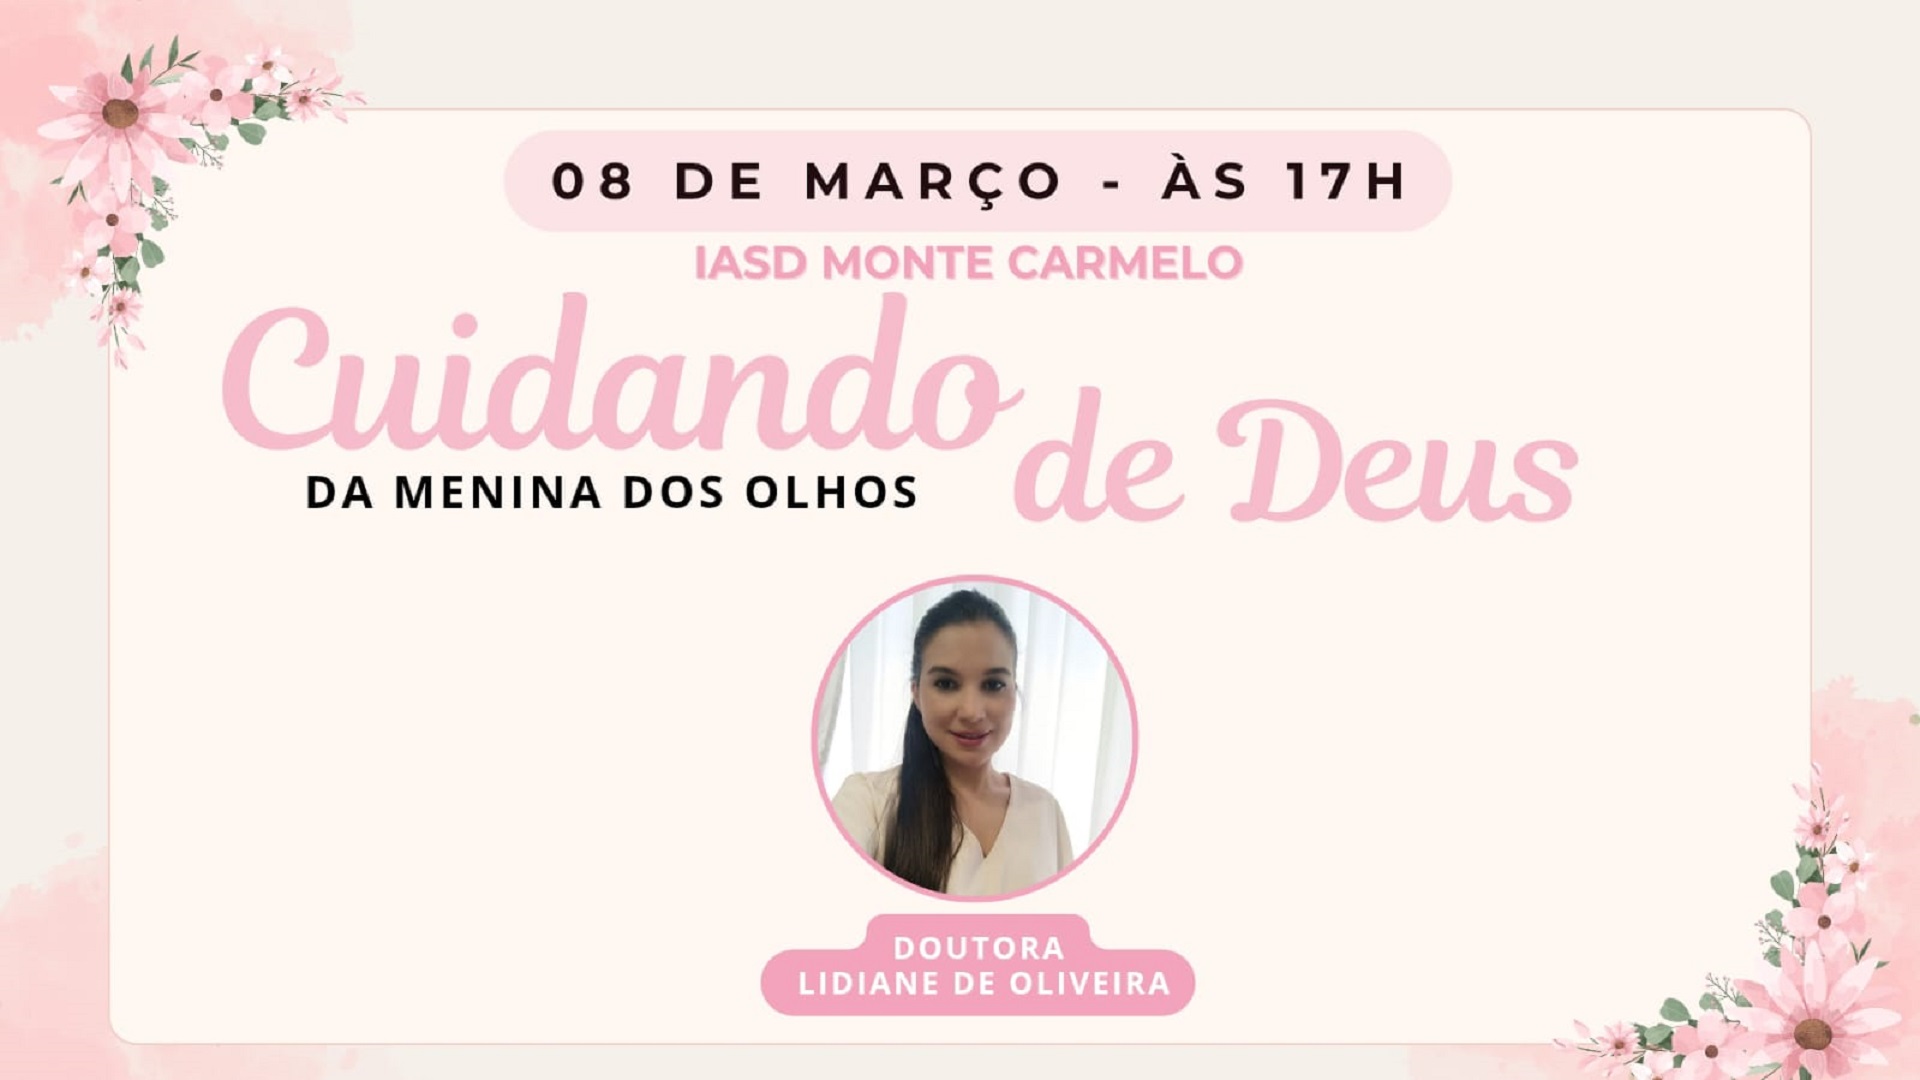 08 DE MARÇO - ÀS 17H
IASD MONTE CARMELO
Cuidando
DA MENINA DOS OLHOS
de Deus
DOUTORA
LIDIANE DE OLIVEIRA